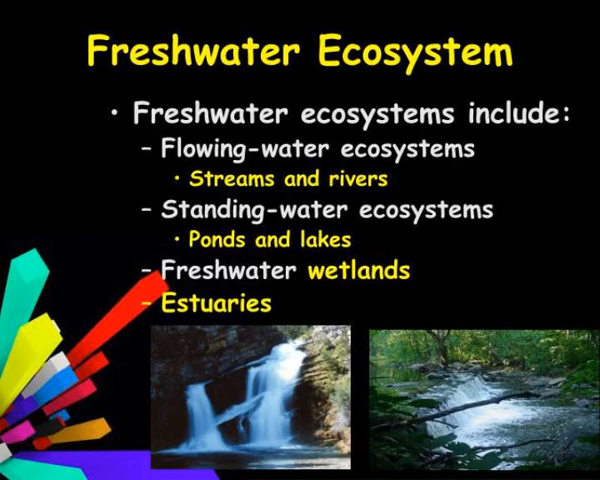 Freshwater Ecosystem
• Freshwater ecosystems include:
– Flowing-water ecosystems
• Streams and rivers
– Standing-water ecosystems
• Ponds and lakes
– Freshwater wetlands
– Estuaries